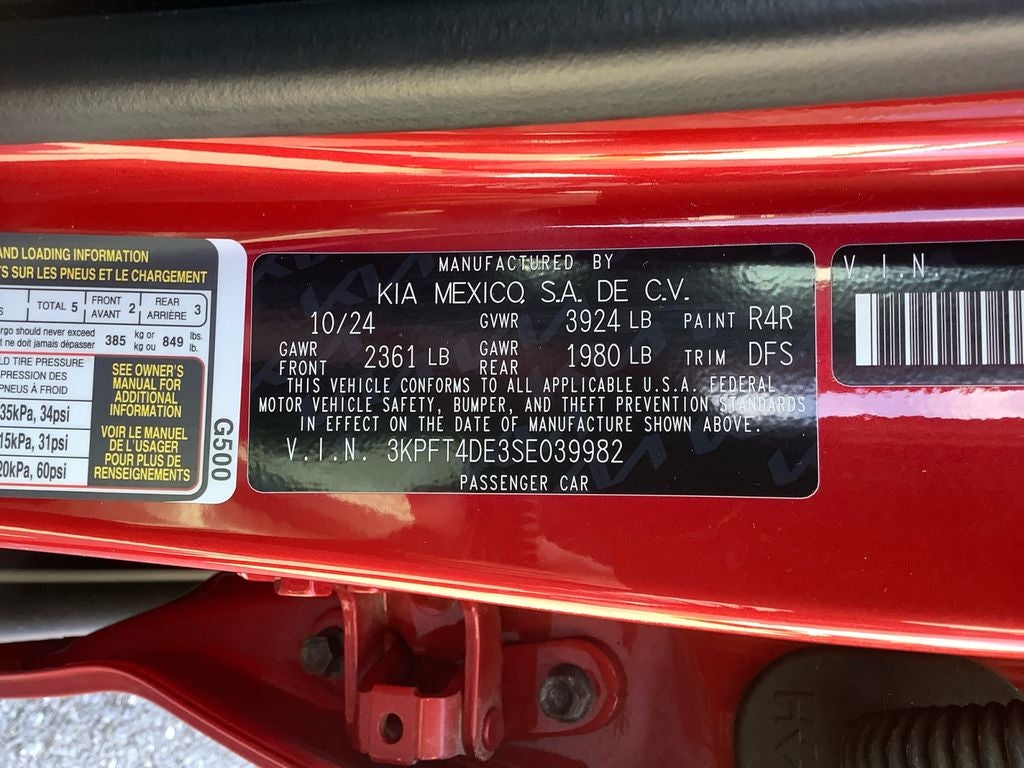 AND LOADING INFORMATION
SUR LES PNEUS ET LE CHARGEMENT
TOTAL 5
FRONT 2
AVANT
REAR 3
ARRIÈRE
should never exceed
ne doit jamais dépasser
385 kg or
kg ou
849 lbs.
lb.
TIRE PRESSURE
PRESSION DES
PNEUS À FROID
35kPa, 34psi
15kPa, 31psi
20kPa, 60psi
SEE OWNER'S
MANUAL FOR
ADDITIONAL
INFORMATION
VOIR LE MANUEL
DE L'USAGER
POUR PLUS DE
RENSEIGNEMENTS
G500
MANUFACTURED BY
KIA MEXICO, S.A. DE C.V.
10/24 GVWR 3924 LB PAINT R4R
GAWR FRONT 2361 LB GAWR REAR 1980 LB TRIM DFS
THIS VEHICLE CONFORMS TO ALL APPLICABLE U.S.A. FEDERAL
MOTOR VEHICLE SAFETY, BUMPER, AND THEFT PREVENTION STANDARDS
IN EFFECT ON THE DATE OF MANUFACTURE SHOWN ABOVE.
V.I.N. 3KPFT4DE3SE039982
PASSENGER CAR
V.I.N.
HV